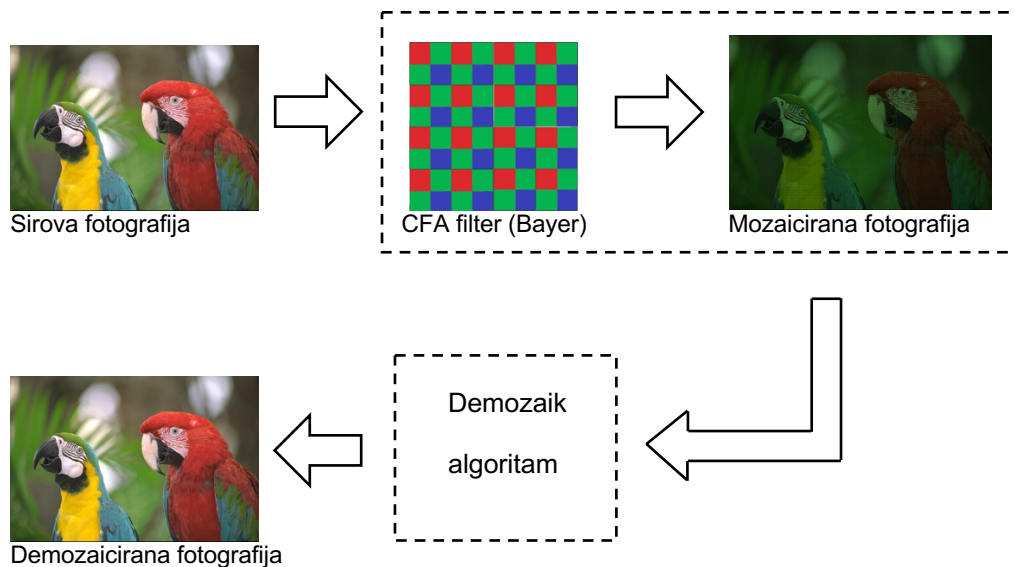 Sirova fotografija
CFA filter (Bayer)
Mozaicirana fotografija
Demozaik
algoritam
Demozaicirana fotografija